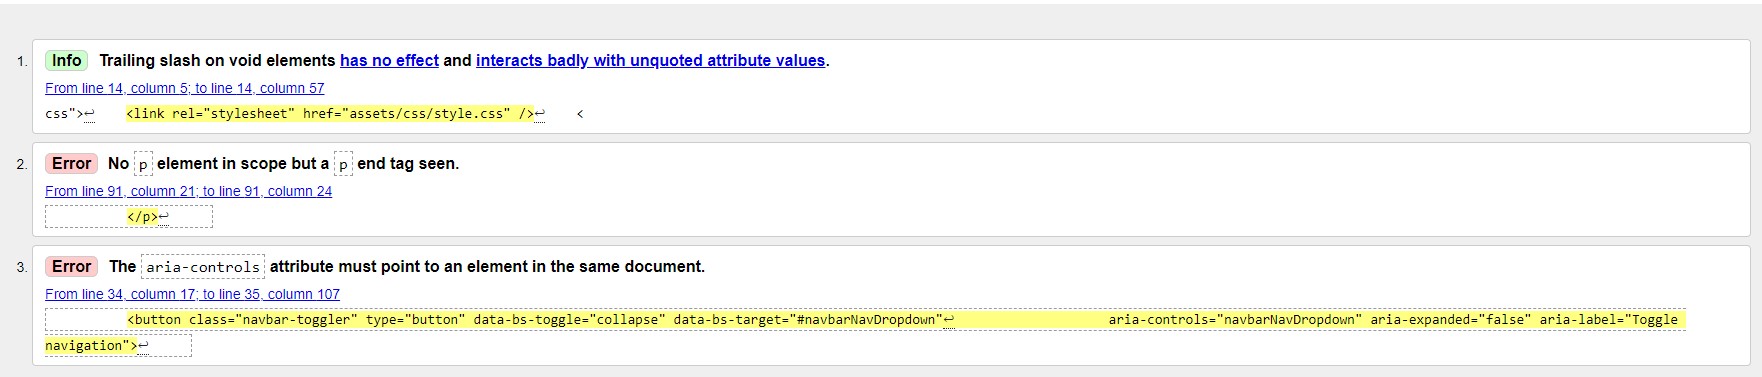 1. Info Trailing slash on void elements has no effect and interacts badly with unquoted attribute values.
From line 14, column 5; to line 14, column 57
css">↩    <link rel="stylesheet" href="assets/css/style.css" />↩    <
2. Error No p element in scope but a p end tag seen.
From line 91, column 21; to line 91, column 24
</p>↩
3. Error The aria-controls attribute must point to an element in the same document.
From line 34, column 17; to line 35, column 107
<button class="navbar-toggler" type="button" data-bs-toggle="collapse" data-bs-target="#navbarNavDropdown"↩ aria-controls="navbarNavDropdown" aria-expanded="false" aria-label="Toggle
navigation">↩